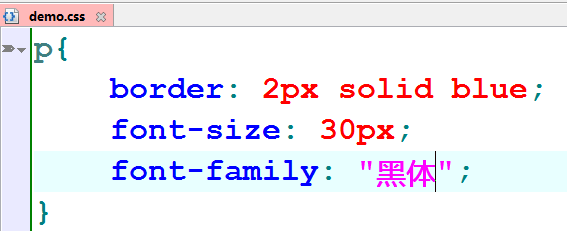 demo.css
p{
border: 2px solid blue;
font-size: 30px;
font-family: "黑体";
}